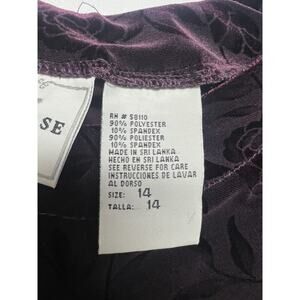 SE
RN # 58110
90% POLYESTER
10% SPANDEX
90% POLIESTER
10% SPANDEX
MADE IN SRI LANKA
HECHO EN SRI LANKA
SEE REVERSE FOR CARE
INSTRUCCIONES DE LAVAR
AL DORSO
SIZE: 14
TALLA: 14